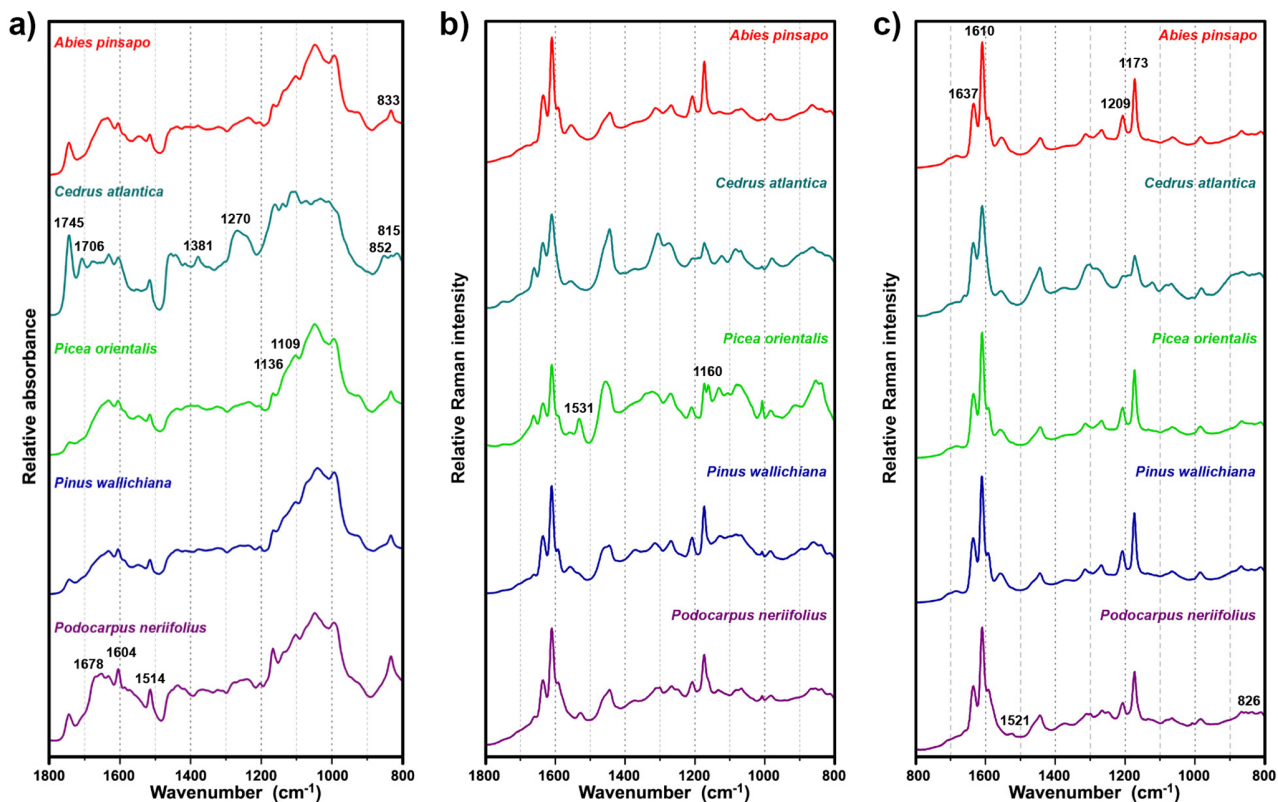 a)
Abies pinsapo
833
Cedrus atlantica
1745
1706
1381
1270
815
852
Picea orientalis
1136
1109
Pinus wallichiana
Podocarpus neriifolius
1678
1604
1514
Relative absorbance
1800 1600 1400 1200 1000 800
Wavenumber (cm⁻¹)
b)
Abies pinsapo
Cedrus atlantica
Picea orientalis
1531
1160
Pinus wallichiana
Podocarpus neriifolius
Relative Raman intensity
1800 1600 1400 1200 1000 800
Wavenumber (cm⁻¹)
c)
Abies pinsapo
1610
1637
1209
1173
Cedrus atlantica
Picea orientalis
Pinus wallichiana
Podocarpus neriifolius
1521
826
Relative Raman intensity
1800 1600 1400 1200 1000 800
Wavenumber (cm⁻¹)